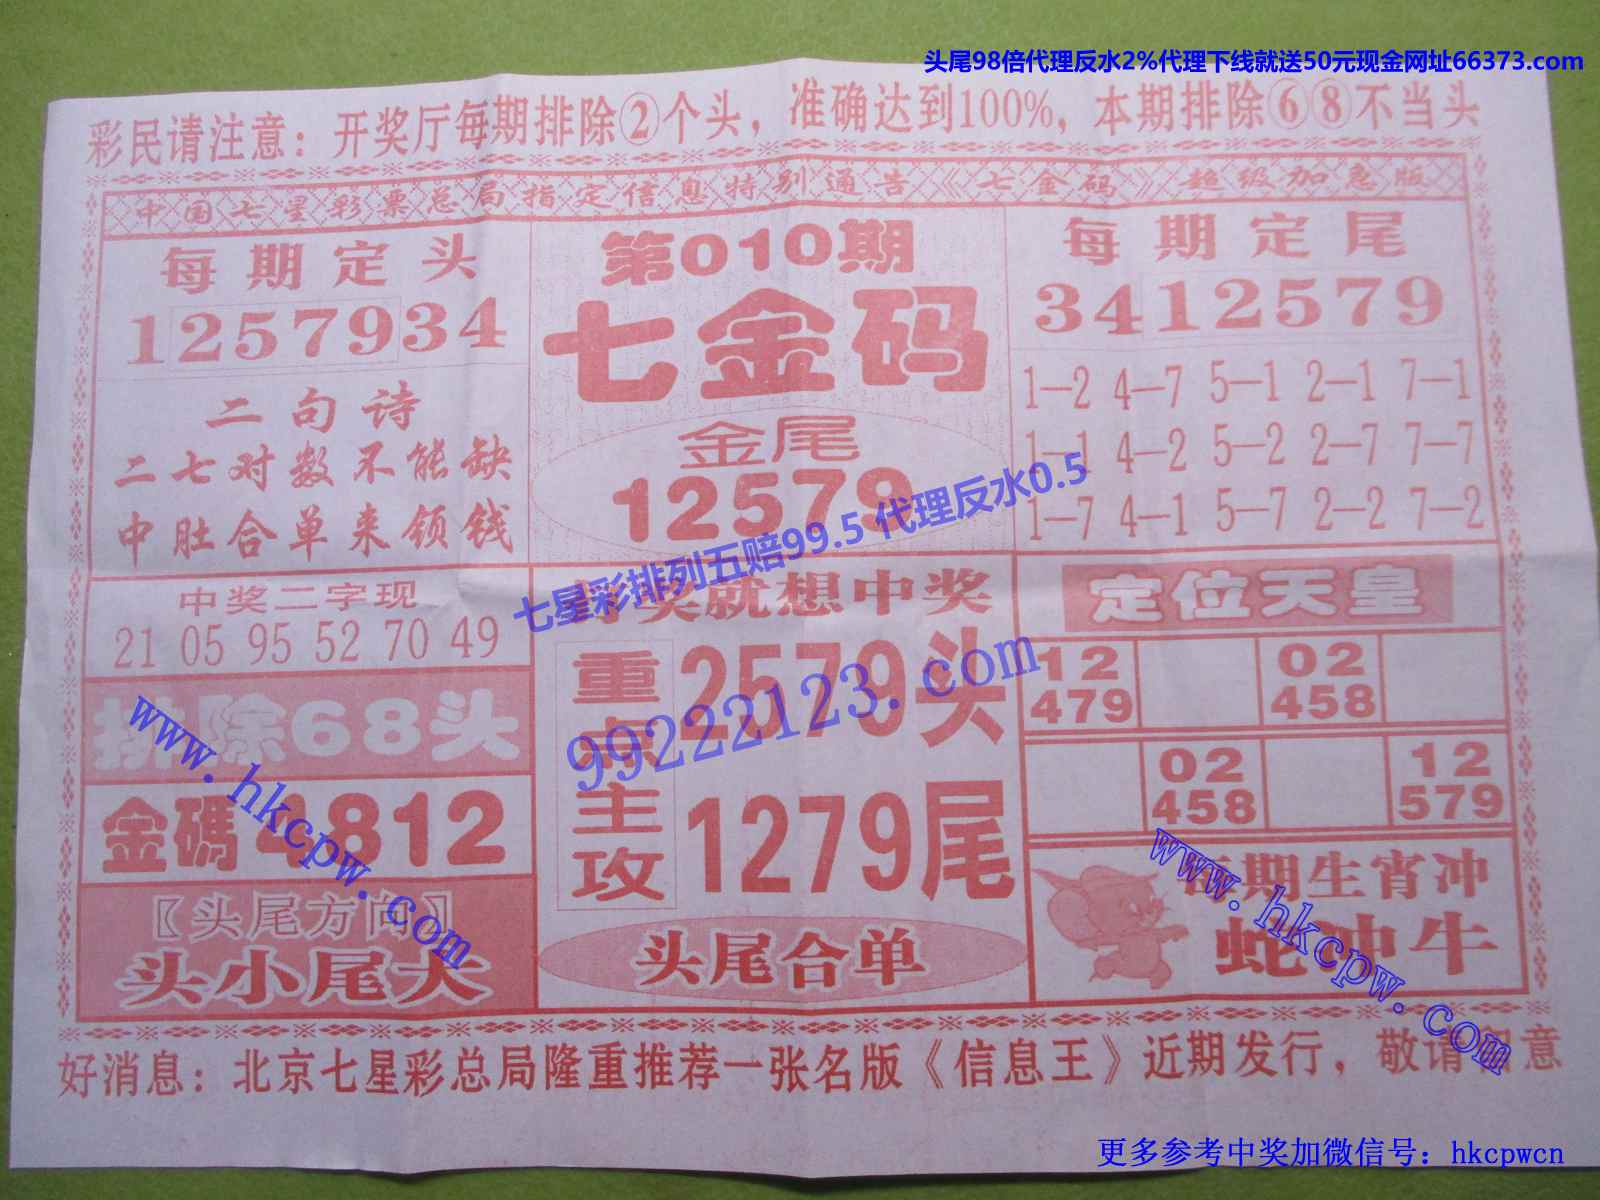 头尾98倍代理反水2%代理下线就送50元现金网址66373.com
彩民请注意：开奖厅每期排除②个头，准确达到100%，本期排除⑥⑧不当头
中国七星彩票总局指定信息特别通告《七金码》超级加急版
每期定头
1257934
二句诗
二七对数不能缺
中肚合单来领钱
第010期
七金码
金尾
12579
每期定尾
3412579
1—2 4—7 5—1 2—1 7—1
1—1 4—2 5—2 2—7 7—7
1—7 4—1 5—7 2—2 7—2
七星彩排列五赔99.5 代理反水0.5
中奖二字现
21 05 95 52 70 49
排除68头
金碼4812
〖头尾方向〗
头小尾大
奖就想中奖
重点主攻
2579头
1279尾
头尾合单
99222123.com
定位天皇
12 02
479 458
02 12
458 579
每期生肖冲
蛇冲牛
www.hkcpw.com
www.hkcpw.com
好消息：北京七星彩总局隆重推荐一张名版《信息王》近期发行，敬请留意
更多参考中奖加微信号：hkcpwcn